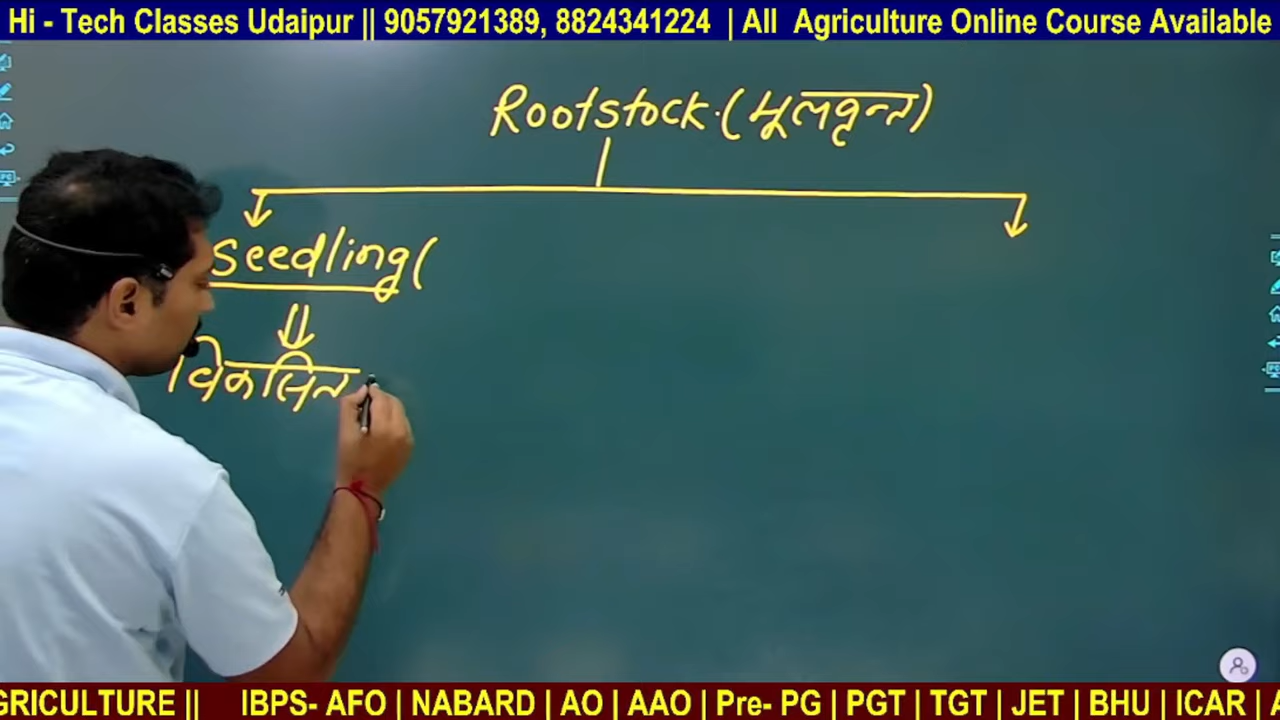 Hi - Tech Classes Udaipur || 9057921389, 8824341224 | All Agriculture Online Course Available
Rootstock.(मूलवृन्त)
Seedling(
विकसित
GRICULTURE || IBPS- AFO | NABARD | AO | AAO | Pre- PG | PGT | TGT | JET | BHU | ICAR |